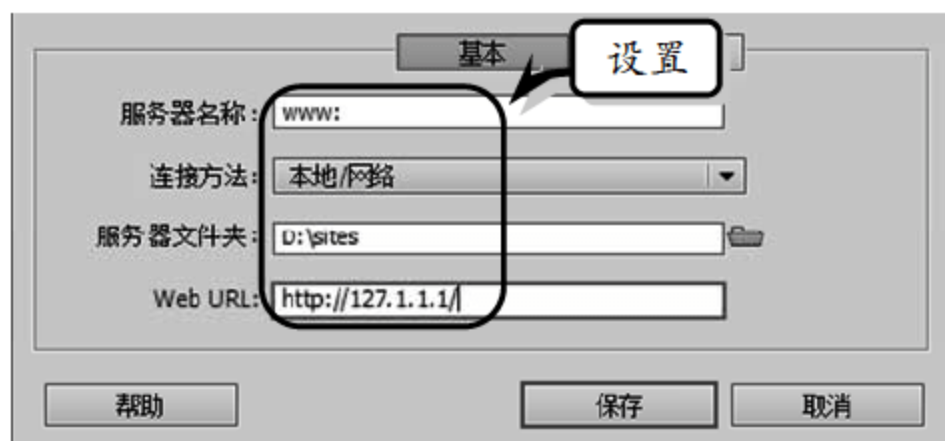 基本
设置
服务器名称: www:
连接方法: 本地/网络
服务器文件夹: D:\sites
Web URL: http://127.1.1.1/
帮助 保存 取消